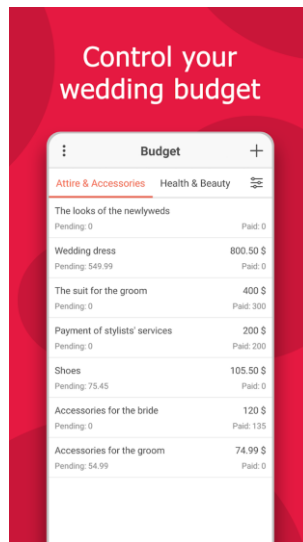 Control your
wedding budget
Budget
Attire & Accessories Health & Beauty
The looks of the newlyweds
Pending: 0 Paid: 0
Wedding dress 800.50 $
Pending: 549.99 Paid: 0
The suit for the groom 400 $
Pending: 0 Paid: 300
Payment of stylists' services 200 $
Pending: 0 Paid: 200
Shoes 105.50 $
Pending: 75.45 Paid: 0
Accessories for the bride 120 $
Pending: 0 Paid: 135
Accessories for the groom 74.99 $
Pending: 54.99 Paid: 0